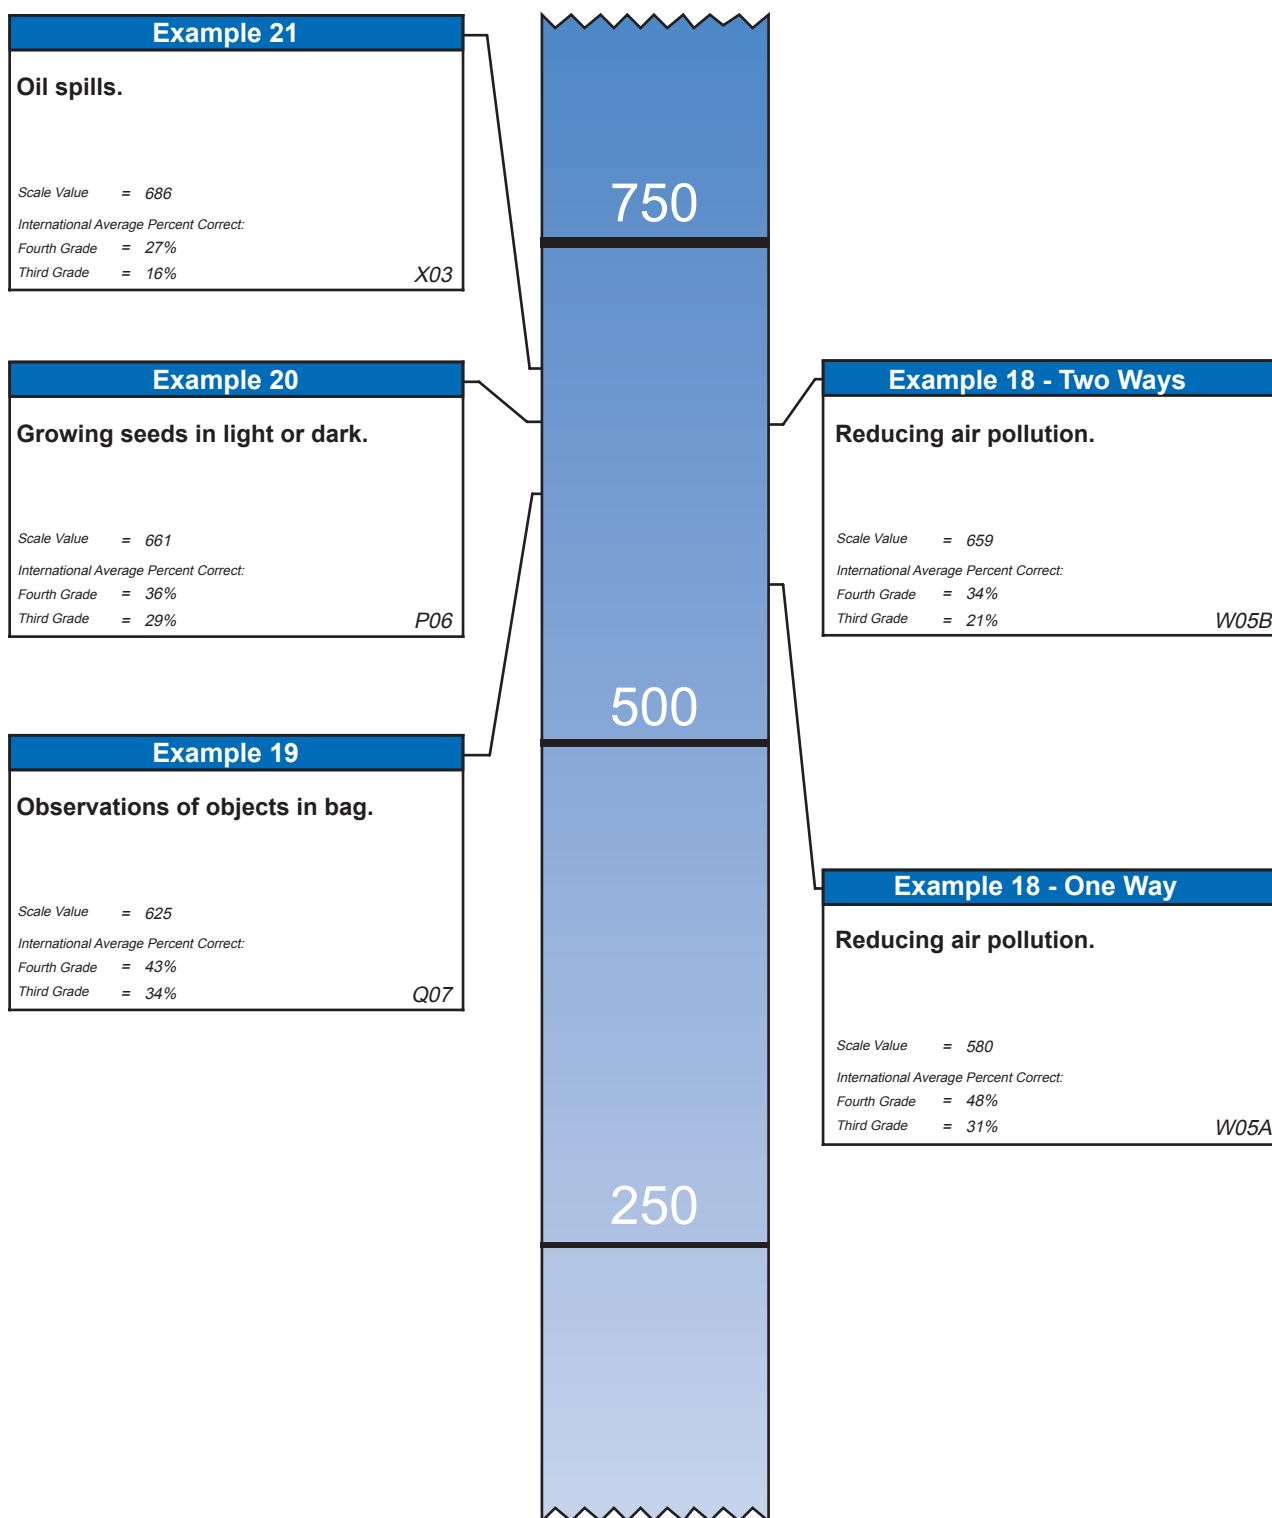 Example 21
Oil spills.
Scale Value = 686
International Average Percent Correct:
Fourth Grade = 27%
Third Grade = 16%
X03
Example 20
Growing seeds in light or dark.
Scale Value = 661
International Average Percent Correct:
Fourth Grade = 36%
Third Grade = 29%
P06
Example 19
Observations of objects in bag.
Scale Value = 625
International Average Percent Correct:
Fourth Grade = 43%
Third Grade = 34%
Q07
750
500
250
Example 18 - Two Ways
Reducing air pollution.
Scale Value = 659
International Average Percent Correct:
Fourth Grade = 34%
Third Grade = 21%
W05B
Example 18 - One Way
Reducing air pollution.
Scale Value = 580
International Average Percent Correct:
Fourth Grade = 48%
Third Grade = 31%
W05A